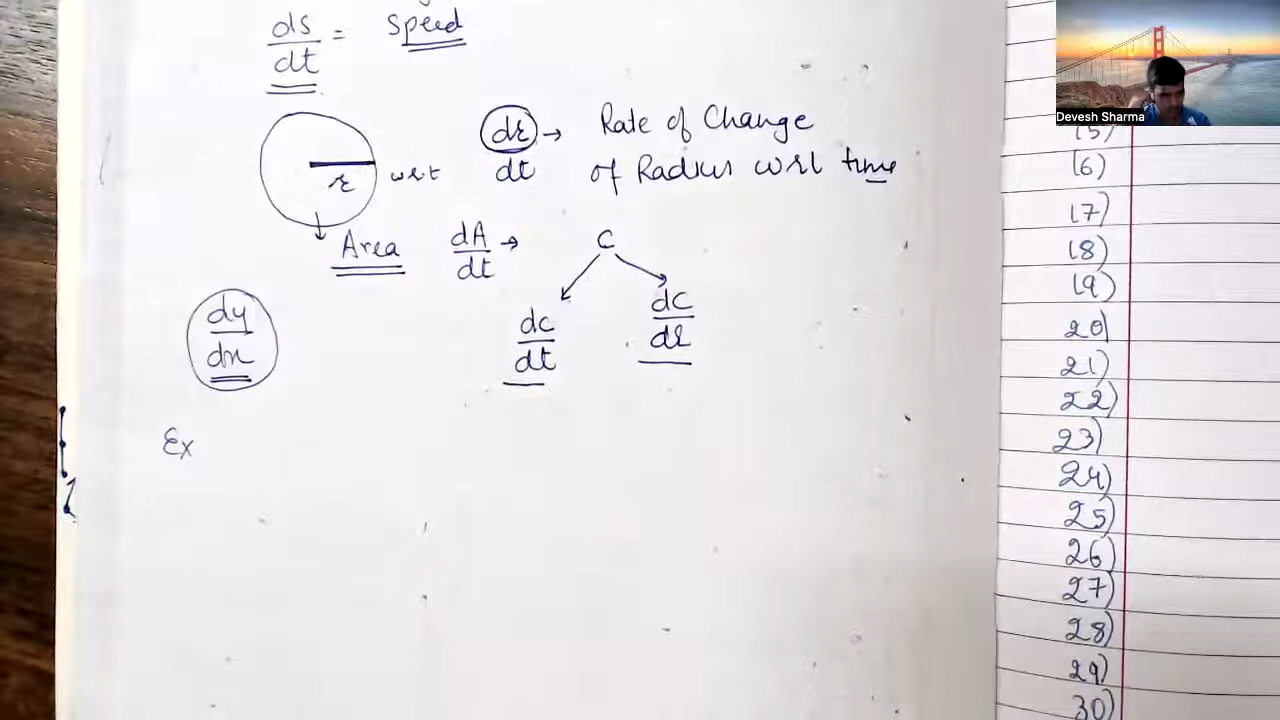 ds
dt
= Speed
dr → Rate of Change
dt of Radius wrt time
r wrt
Area dA →
dt
C
dc
dt
dc
dr
dy
dx
Ex
Devesh Sharma
15)
16)
17)
18)
19)
20)
21)
22)
23)
24)
25)
26)
27)
28)
29)
30)